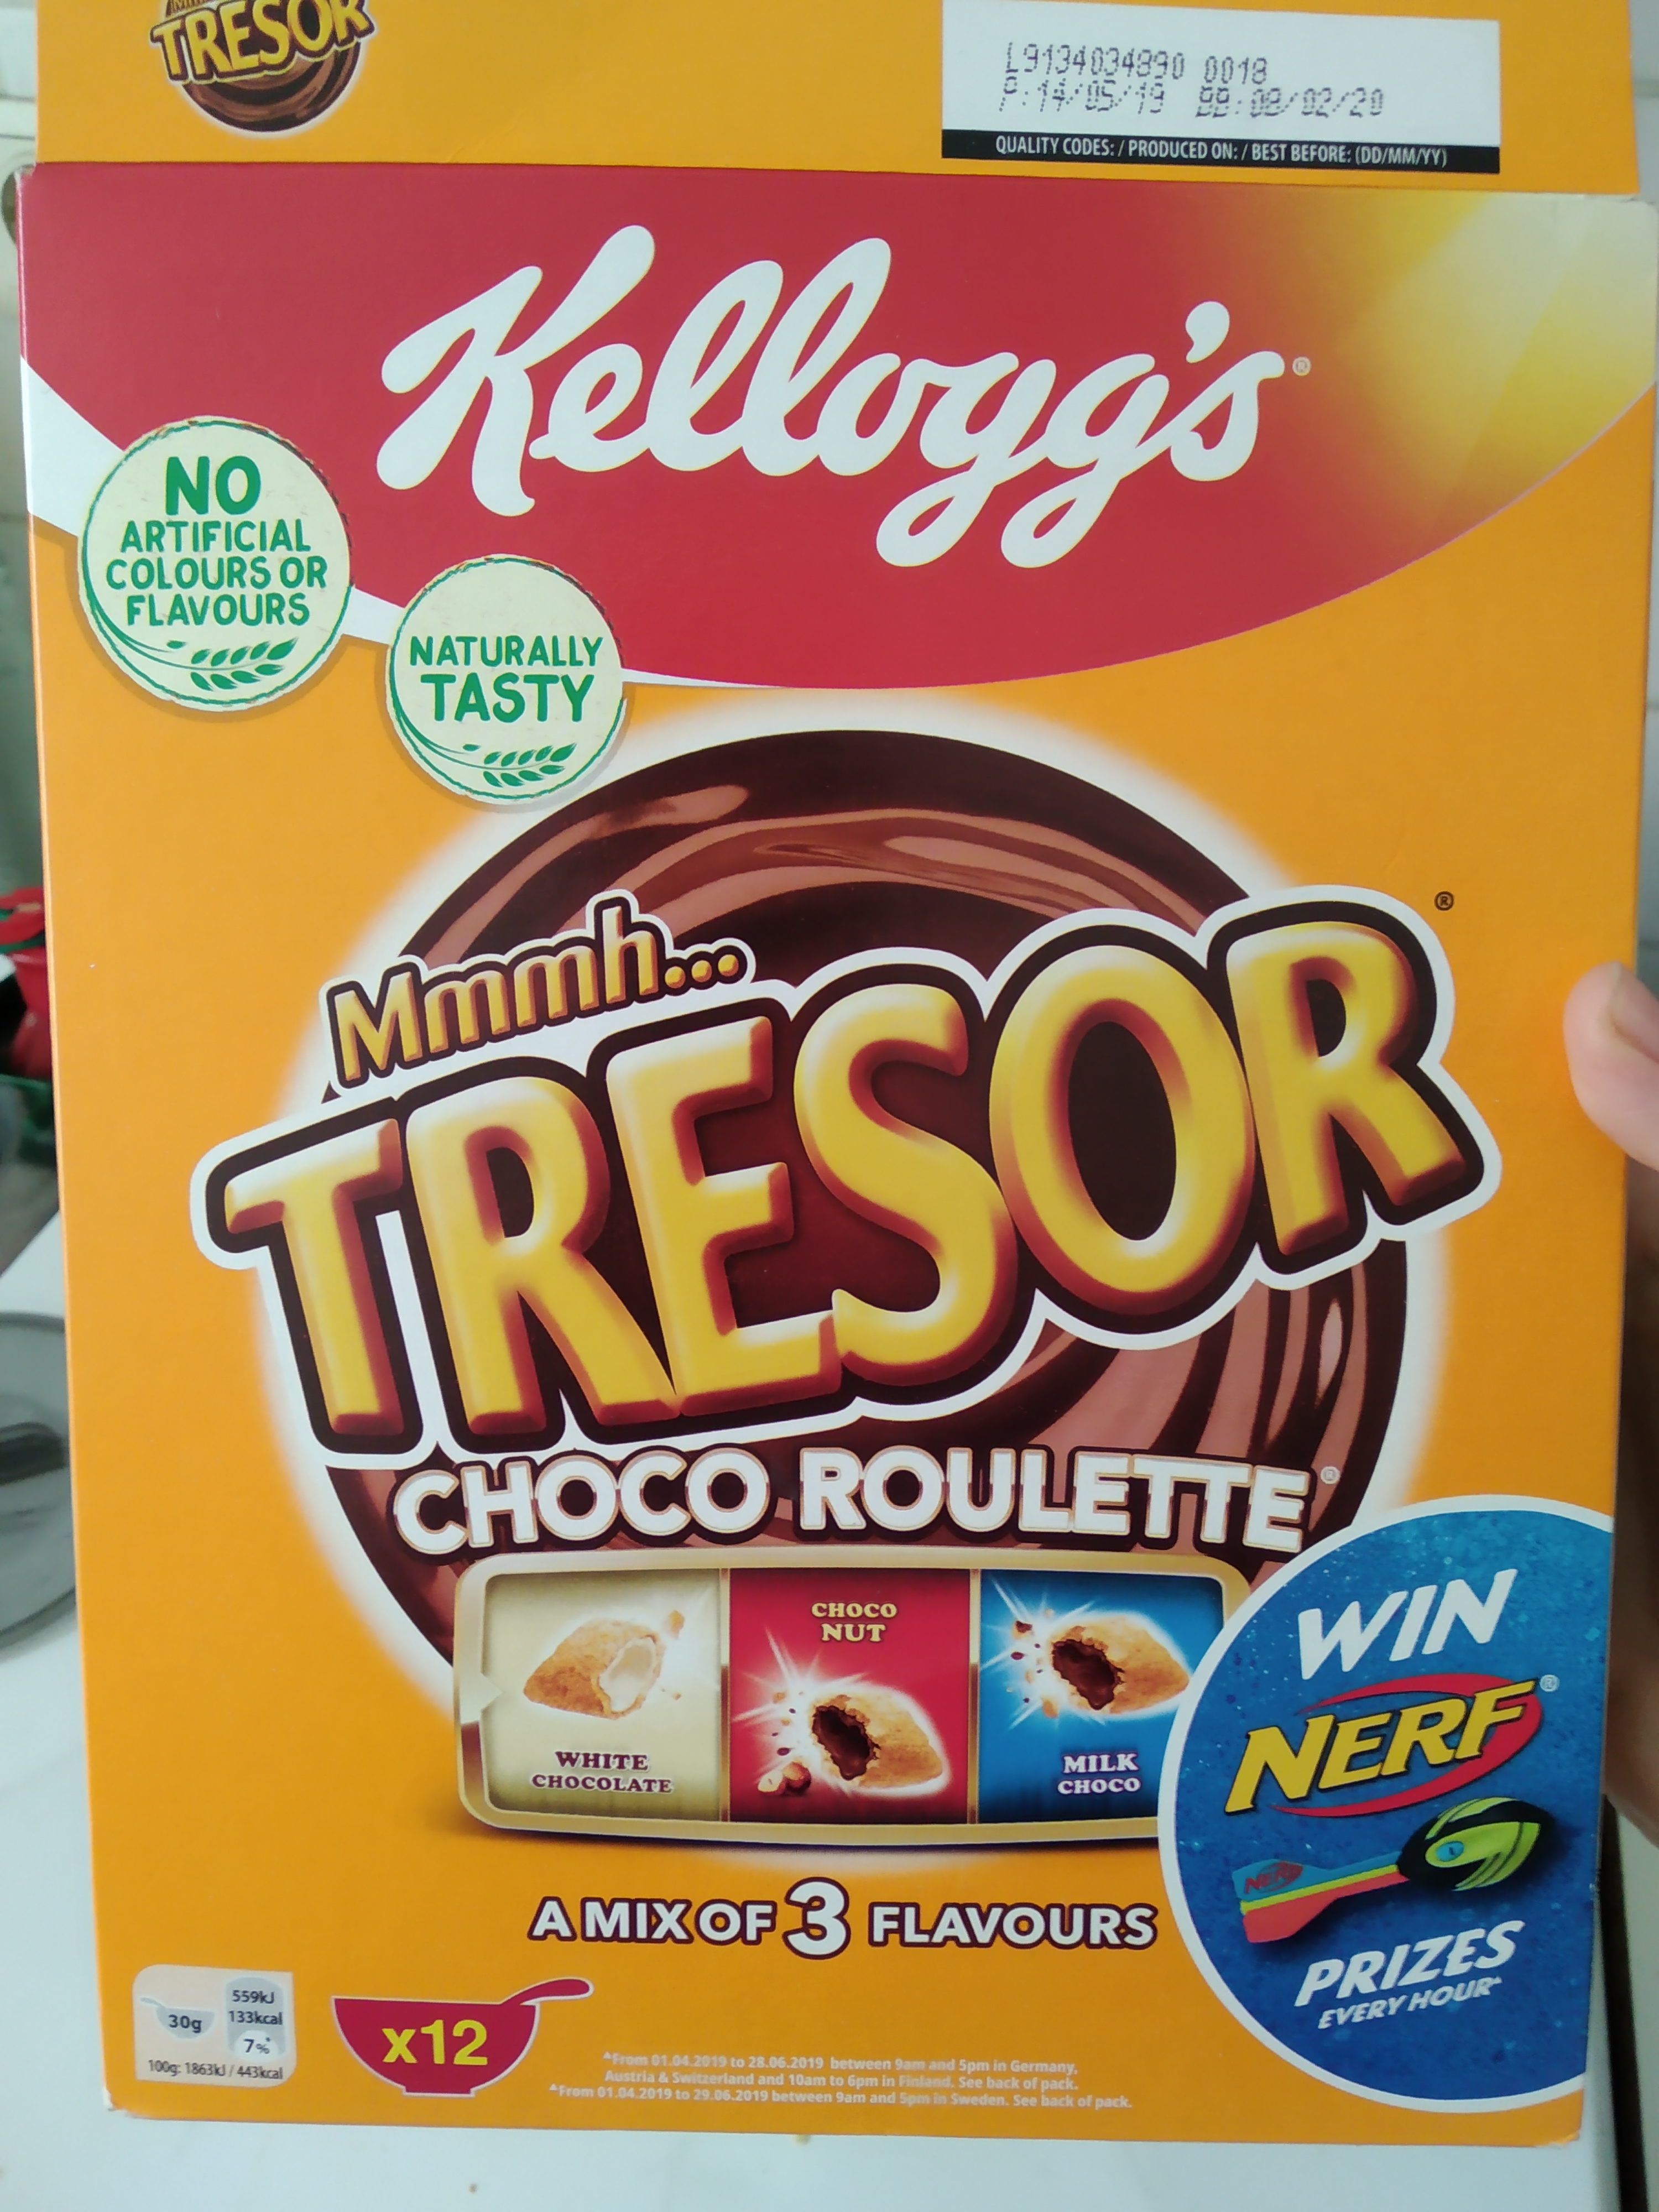 TRESOR
L9134034890 0018
P:14/05/19 BB:08/02/20
QUALITY CODES: / PRODUCED ON: / BEST BEFORE: (DD/MM/YY)
Kellogg's®
NO
ARTIFICIAL
COLOURS OR
FLAVOURS
NATURALLY
TASTY
Mmmh...
TRESOR®
CHOCO ROULETTE®
WHITE
CHOCOLATE
CHOCO
NUT
MILK
CHOCO
WIN
NERF®
NERF
PRIZES
EVERY HOUR▲
A MIX OF 3 FLAVOURS
30g
559kJ
133kcal
7%*
100g: 1863kJ / 443kcal
x12
▲From 01.04.2019 to 28.06.2019 between 9am and 5pm in Germany,
Austria & Switzerland and 10am to 6pm in Finland. See back of pack.
▲From 01.04.2019 to 29.06.2019 between 9am and 5pm in Sweden. See back of pack.